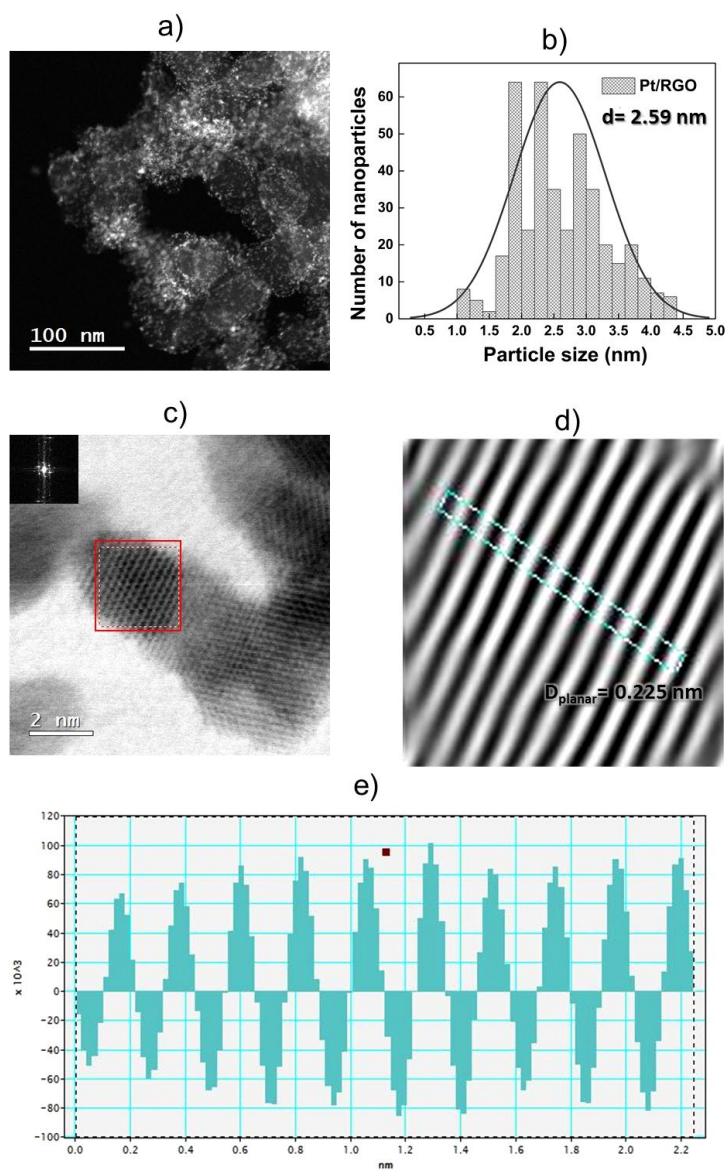 a)
100 nm
b)
Number of nanoparticles
60
50
40
30
20
10
0
Pt/RGO
d= 2.59 nm
0.5 1.0 1.5 2.0 2.5 3.0 3.5 4.0 4.5 5.0
Particle size (nm)
c)
2 nm
d)
Dplanar= 0.225 nm
e)
x 10^3
120
100
80
60
40
20
0
-20
-40
-60
-80
-100
0.0 0.2 0.4 0.6 0.8 1.0 1.2 1.4 1.6 1.8 2.0 2.2
nm